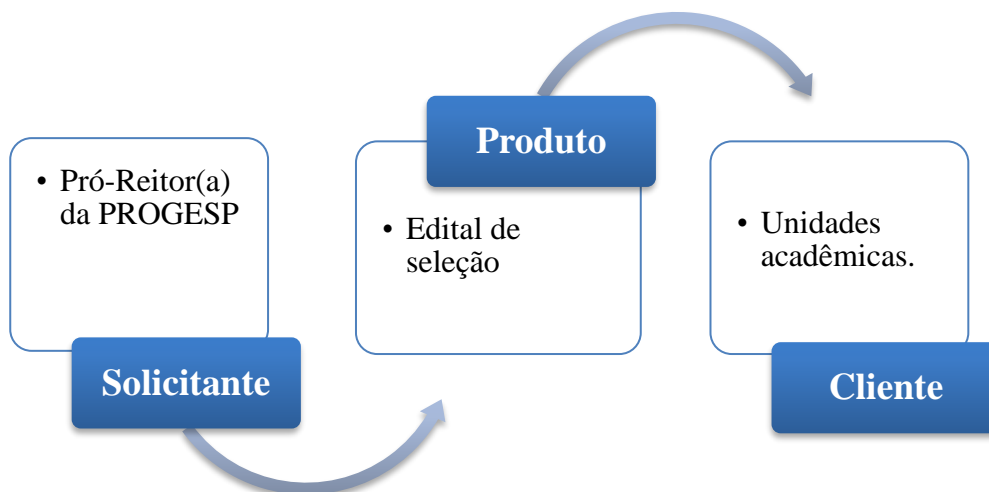 • Pró-Reitor(a)
da PROGESP
Solicitante
Produto
• Edital de
seleção
• Unidades
acadêmicas.
Cliente